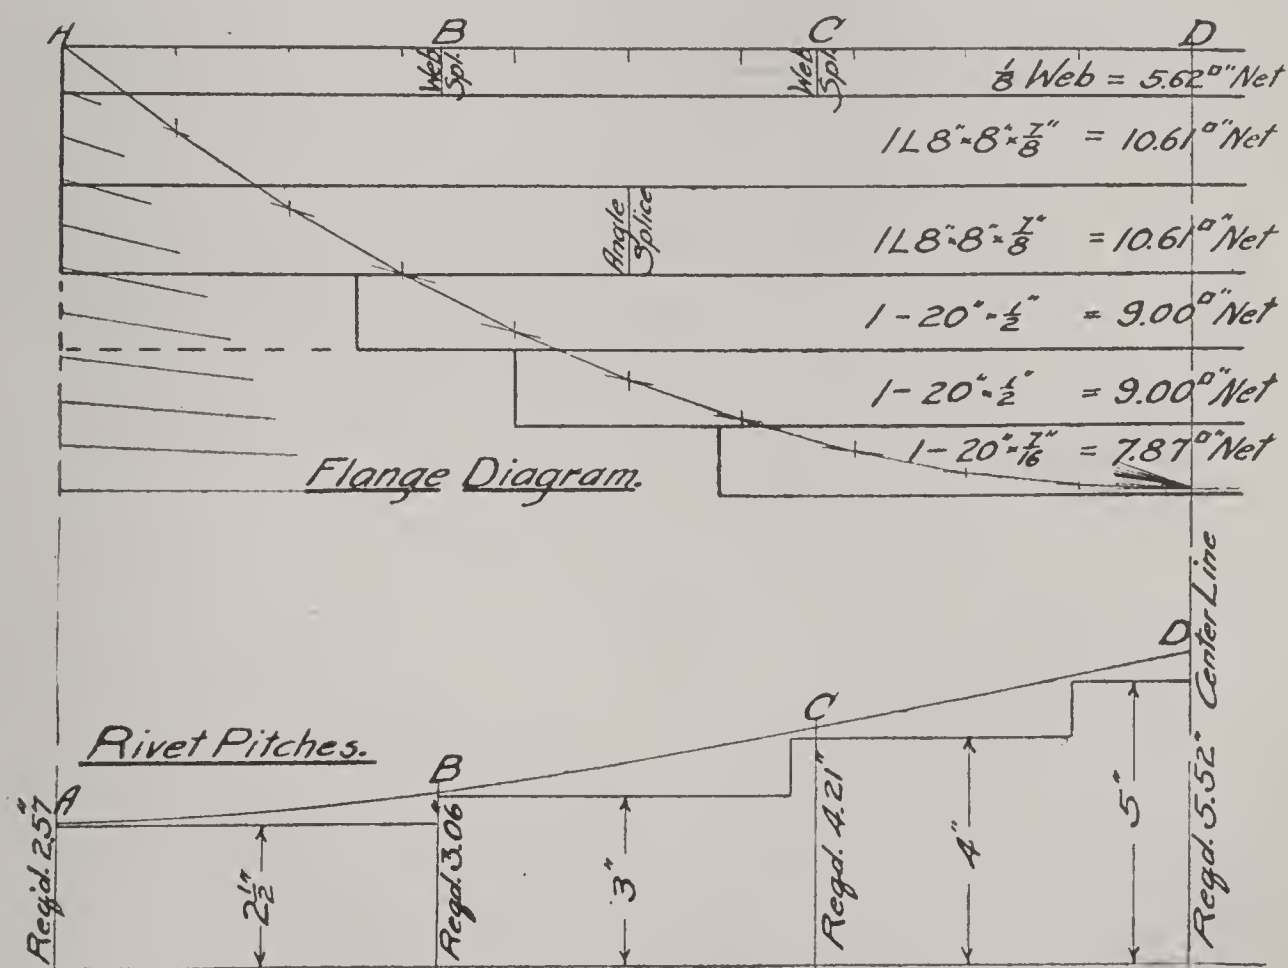 A B C D
Web Spl.
Web Spl.
1/8 Web = 5.62□" Net
1L 8"×8"×7/8" = 10.61□" Net
Angle Splice
1L 8"×8"×7/8" = 10.61□" Net
1-20"×1/2" = 9.00□" Net
1-20"×1/2" = 9.00□" Net
1-20"×7/16" = 7.87□" Net
Flange Diagram.
Center Line
Rivet Pitches.
A
B
C
D
Reqd. 2.57"
2 1/2"
Reqd. 3.06"
3"
Reqd. 4.21"
4"
5"
Reqd. 5.52"